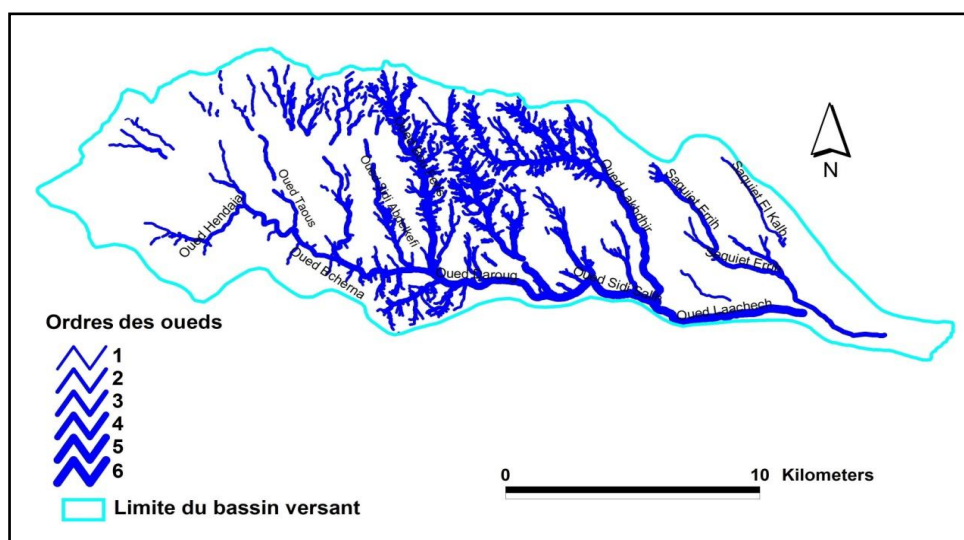 N
Oued Hendaja
Oued Taous
Oued Sidj Abdelkefi
Oued Bcherna
Oued Daroug
Oued Lakhdhir
Oued Sidi Salah
Oued Laachech
Saquiet Errih
Saquiet Errih
Saquiet El Kalb
Ordres des oueds
1
2
3
4
5
6
Limite du bassin versant
0
10 Kilometers